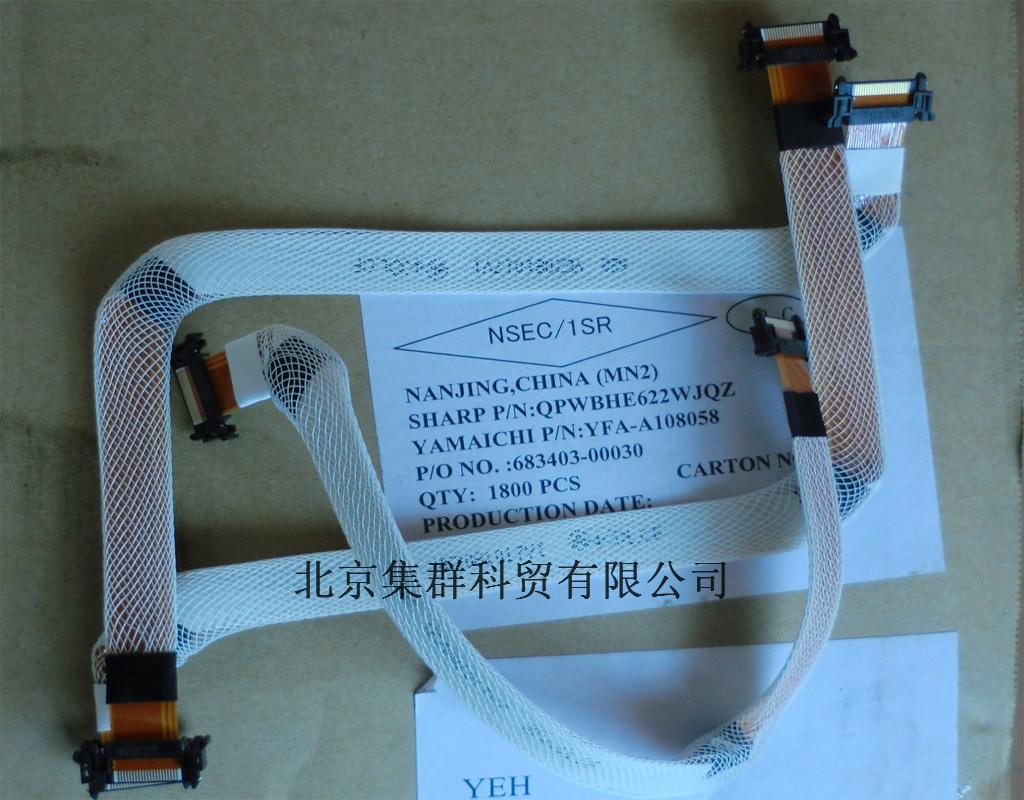 NSEC/1SR
NANJING,CHINA (MN2)
SHARP P/N:QPWBHE622WJQZ
YAMAICHI P/N:YFA-A108058
P/O NO. :683403-00030
QTY: 1800 PCS
CARTON
PRODUCTION DATE:
北京集群科贸有限公司
YEH